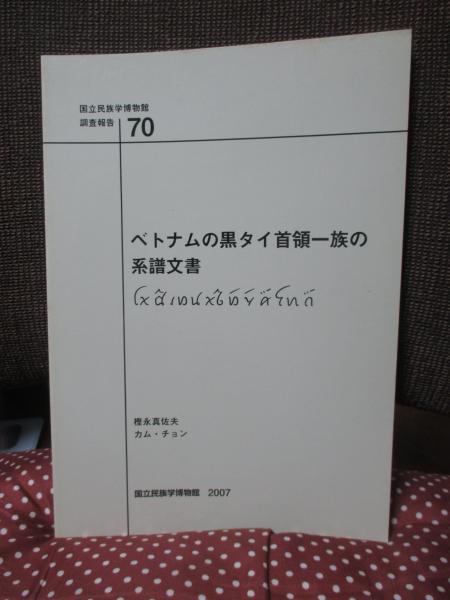 国立民族学博物館
調査報告 70
ベトナムの黒タイ首領一族の
系譜文書
樫永真佐夫
カム・チョン
国立民族学博物館 2007